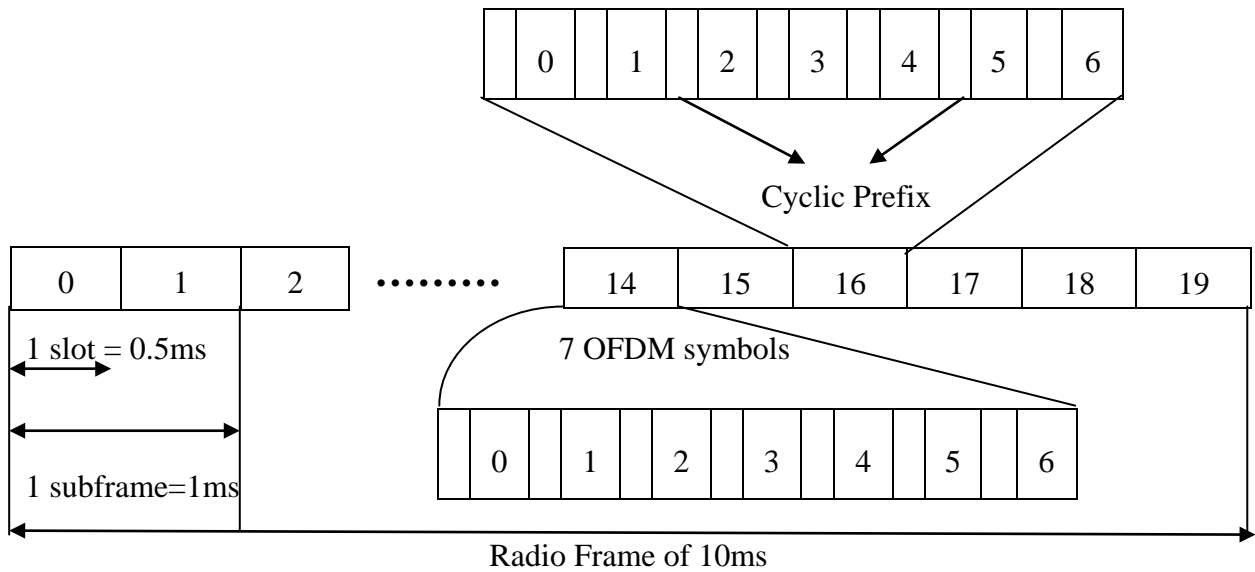 0 1 2 3 4 5 6
Cyclic Prefix
0 1 2 ......... 14 15 16 17 18 19
1 slot = 0.5ms
7 OFDM symbols
0 1 2 3 4 5 6
1 subframe=1ms
Radio Frame of 10ms